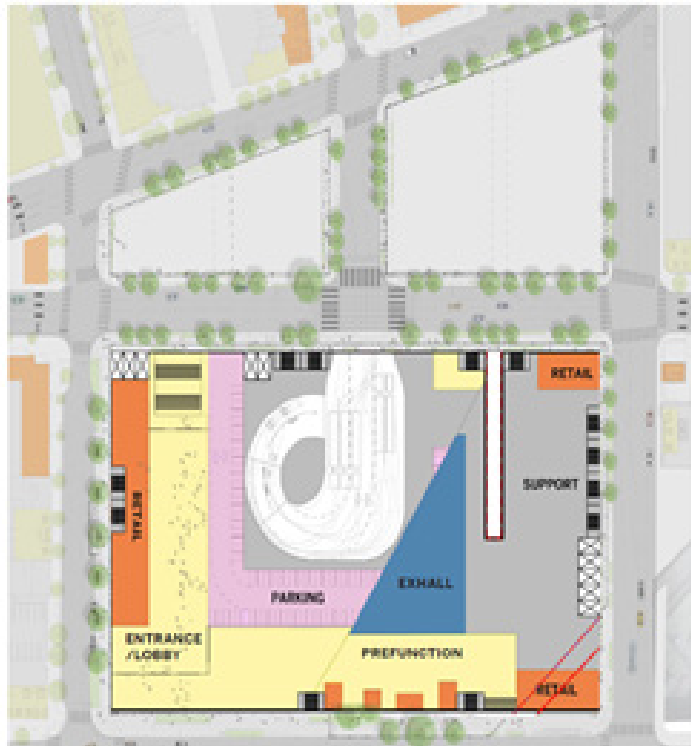 RETAIL
RETAIL
SUPPORT
EXHALL
PARKING
ENTRANCE
/LOBBY
PREFUNCTION
RETAIL